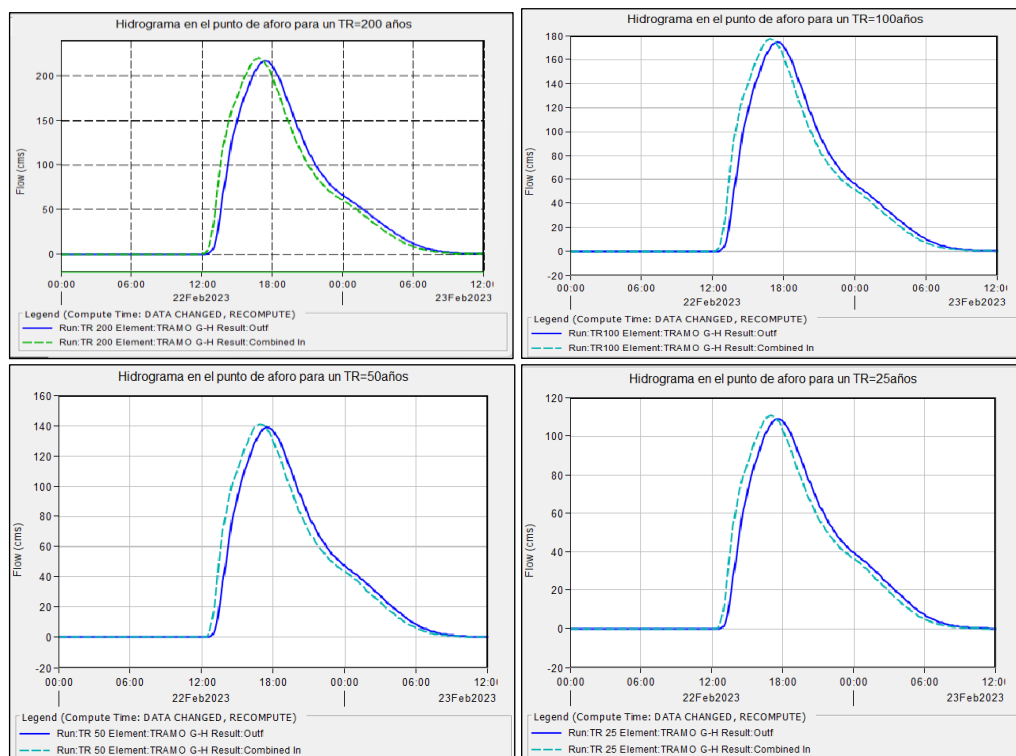 Hidrograma en el punto de aforo para un TR=200 años
200
150
100
50
0
Flow (cms)
00:00 06:00 12:00 18:00 00:00 06:00 12:00
22Feb2023 23Feb2023
Legend (Compute Time: DATA CHANGED, RECOMPUTE)
Run:TR 200 Element:TRAMO G-H Result:Outf
Run:TR 200 Element:TRAMO G-H Result:Combined In
Hidrograma en el punto de aforo para un TR=100años
180
160
140
120
100
80
60
40
20
0
-20
Flow (cms)
00:00 06:00 12:00 18:00 00:00 06:00 12:00
22Feb2023 23Feb2023
Legend (Compute Time: DATA CHANGED, RECOMPUTE)
Run:TR100 Element:TRAMO G-H Result:Outf
Run:TR100 Element:TRAMO G-H Result:Combined In
Hidrograma en el punto de aforo para un TR=50años
160
140
120
100
80
60
40
20
0
-20
Flow (cms)
00:00 06:00 12:00 18:00 00:00 06:00 12:00
22Feb2023 23Feb2023
Legend (Compute Time: DATA CHANGED, RECOMPUTE)
Run:TR 50 Element:TRAMO G-H Result:Outf
Run:TR 50 Element:TRAMO G-H Result:Combined In
Hidrograma en el punto de aforo para un TR=25años
120
100
80
60
40
20
0
-20
Flow (cms)
00:00 06:00 12:00 18:00 00:00 06:00 12:00
22Feb2023 23Feb2023
Legend (Compute Time: DATA CHANGED, RECOMPUTE)
Run:TR 25 Element:TRAMO G-H Result:Outf
Run:TR 25 Element:TRAMO G-H Result:Combined In